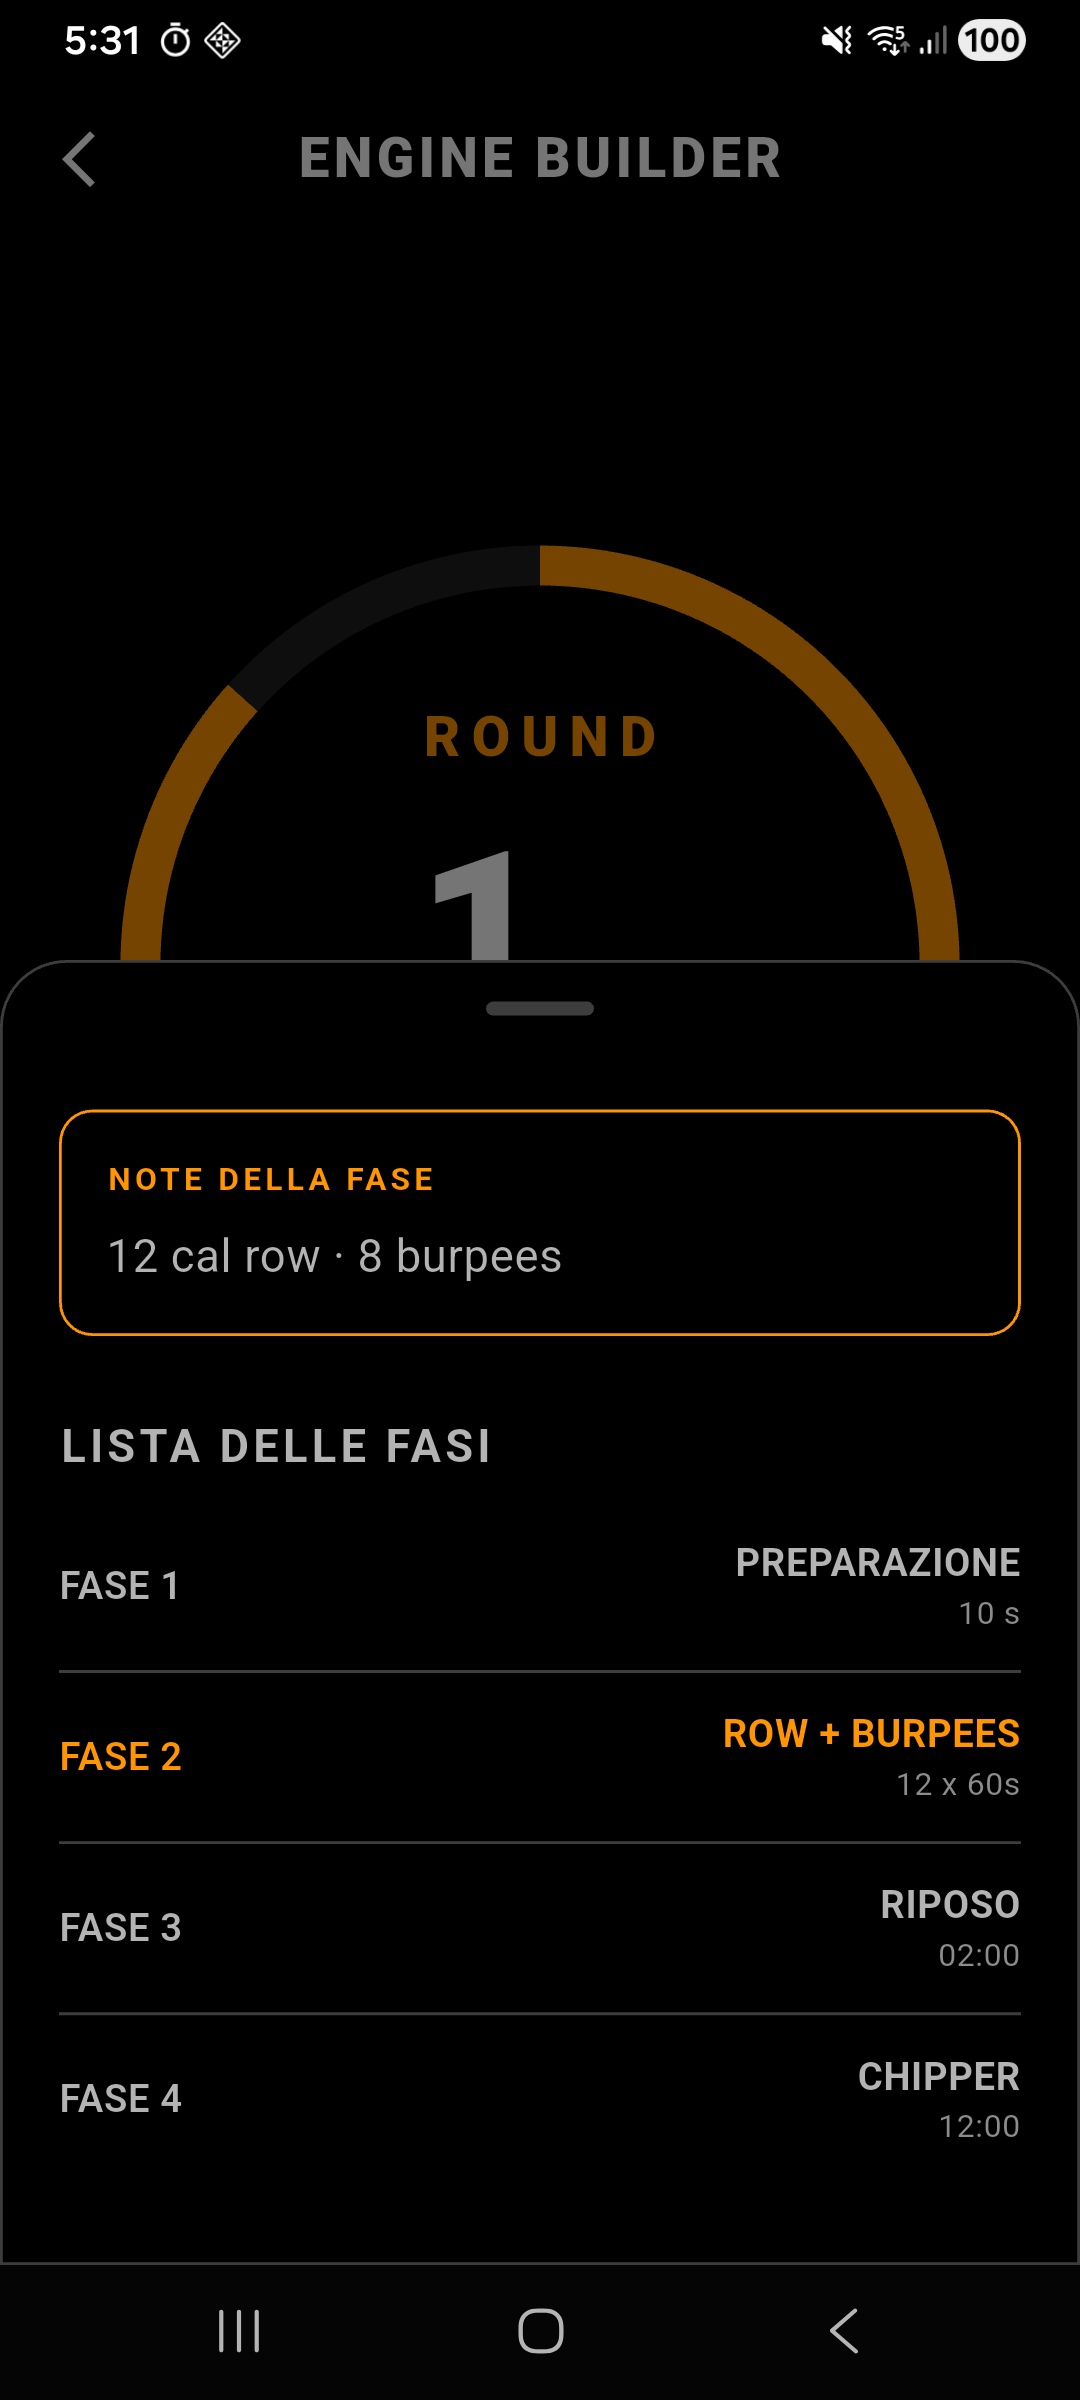 5:31
5
100
ENGINE BUILDER
ROUND
1
NOTE DELLA FASE
12 cal row · 8 burpees
LISTA DELLE FASI
FASE 1
PREPARAZIONE
10 s
FASE 2
ROW + BURPEES
12 x 60s
FASE 3
RIPOSO
02:00
FASE 4
CHIPPER
12:00